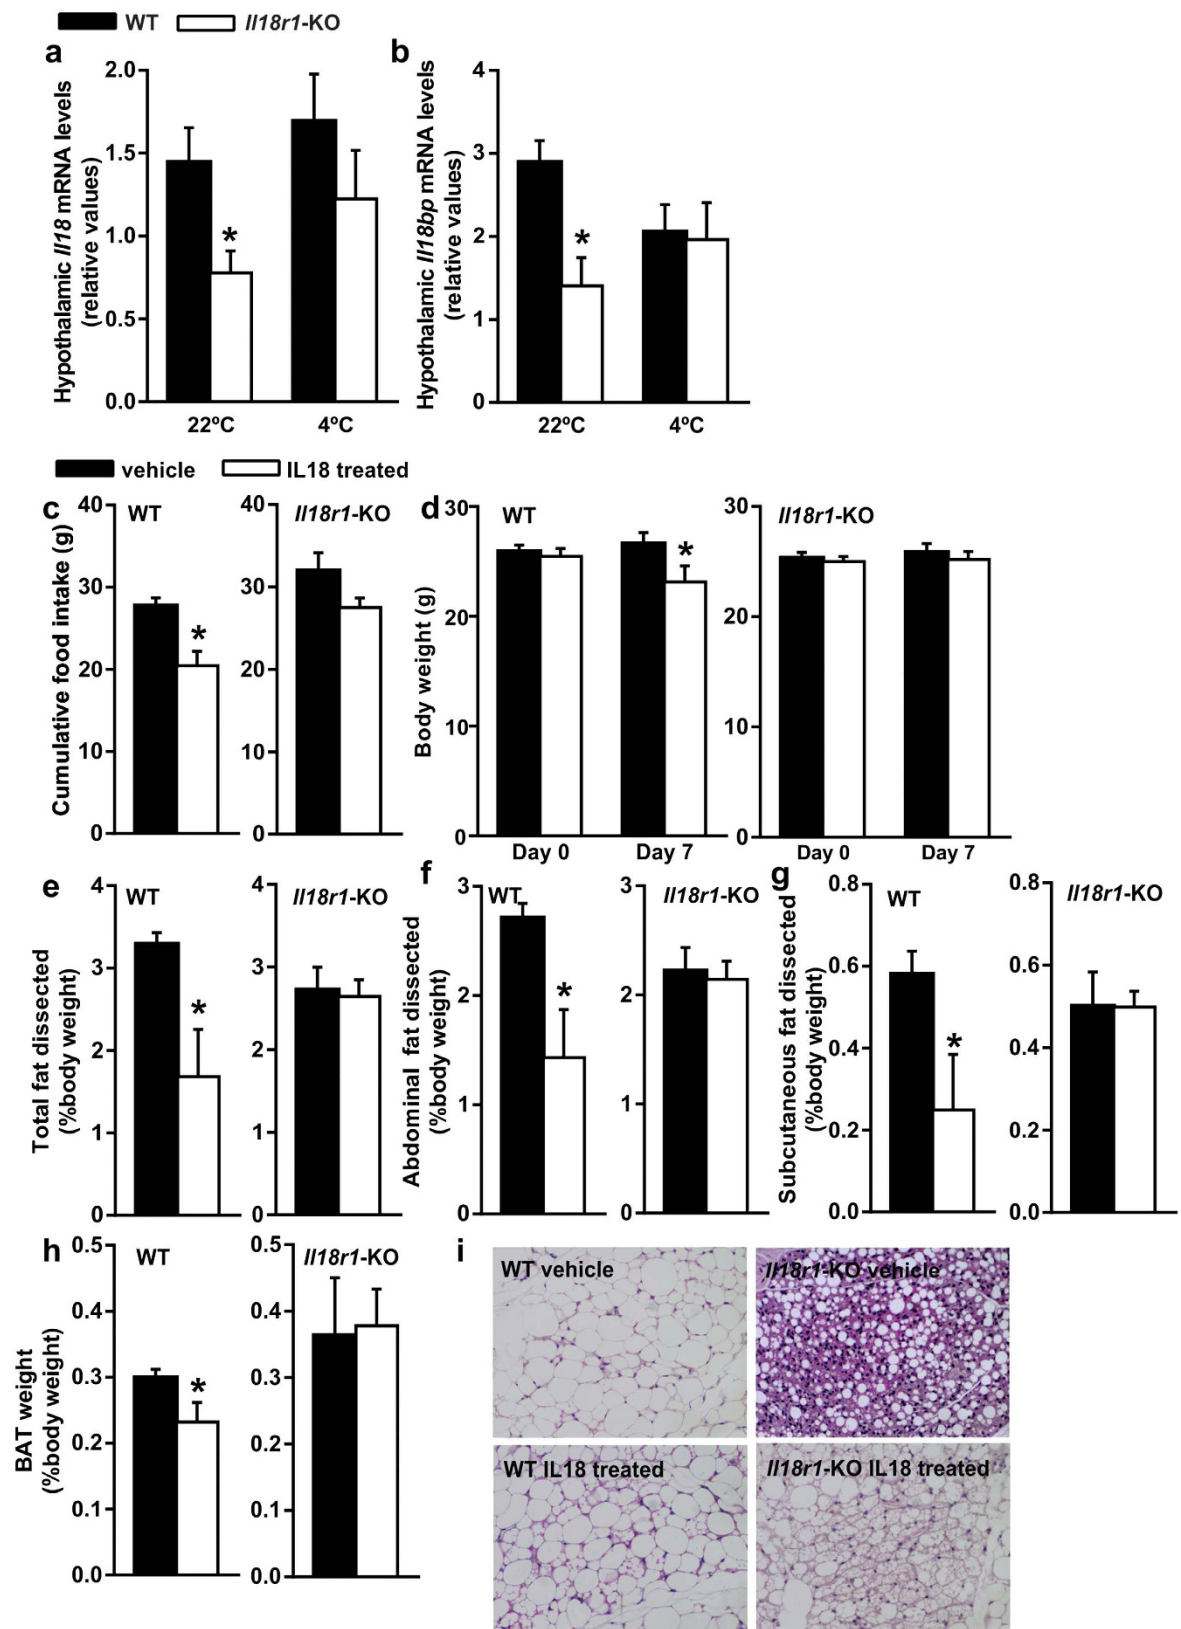 WT Il18r1-KO
a
Hypothalamic Il18 mRNA levels
(relative values)
2.0
1.5
1.0
0.5
0.0
*
22ºC 4ºC
b
Hypothalamic Il18bp mRNA levels
(relative values)
4
3
2
1
0
*
22ºC 4ºC
vehicle IL18 treated
c
Cumulative food intake (g)
WT
40
30
20
10
0
*
Il18r1-KO
40
30
20
10
0
d
Body weight (g)
WT
30
20
10
0
*
Day 0 Day 7
Il18r1-KO
30
20
10
0
Day 0 Day 7
e
Total fat dissected
(%body weight)
WT
4
3
2
1
0
*
Il18r1-KO
4
3
2
1
0
f
Abdominal fat dissected
(%body weight)
WT
3
2
1
0
*
Il18r1-KO
3
2
1
0
g
Subcutaneous fat dissected
(%body weight)
WT
0.8
0.6
0.4
0.2
0.0
*
Il18r1-KO
0.8
0.6
0.4
0.2
0.0
h
BAT weight
(%body weight)
WT
0.5
0.4
0.3
0.2
0.1
0.0
*
Il18r1-KO
0.5
0.4
0.3
0.2
0.1
0.0
i
WT vehicle
Il18r1-KO vehicle
WT IL18 treated
Il18r1-KO IL18 treated